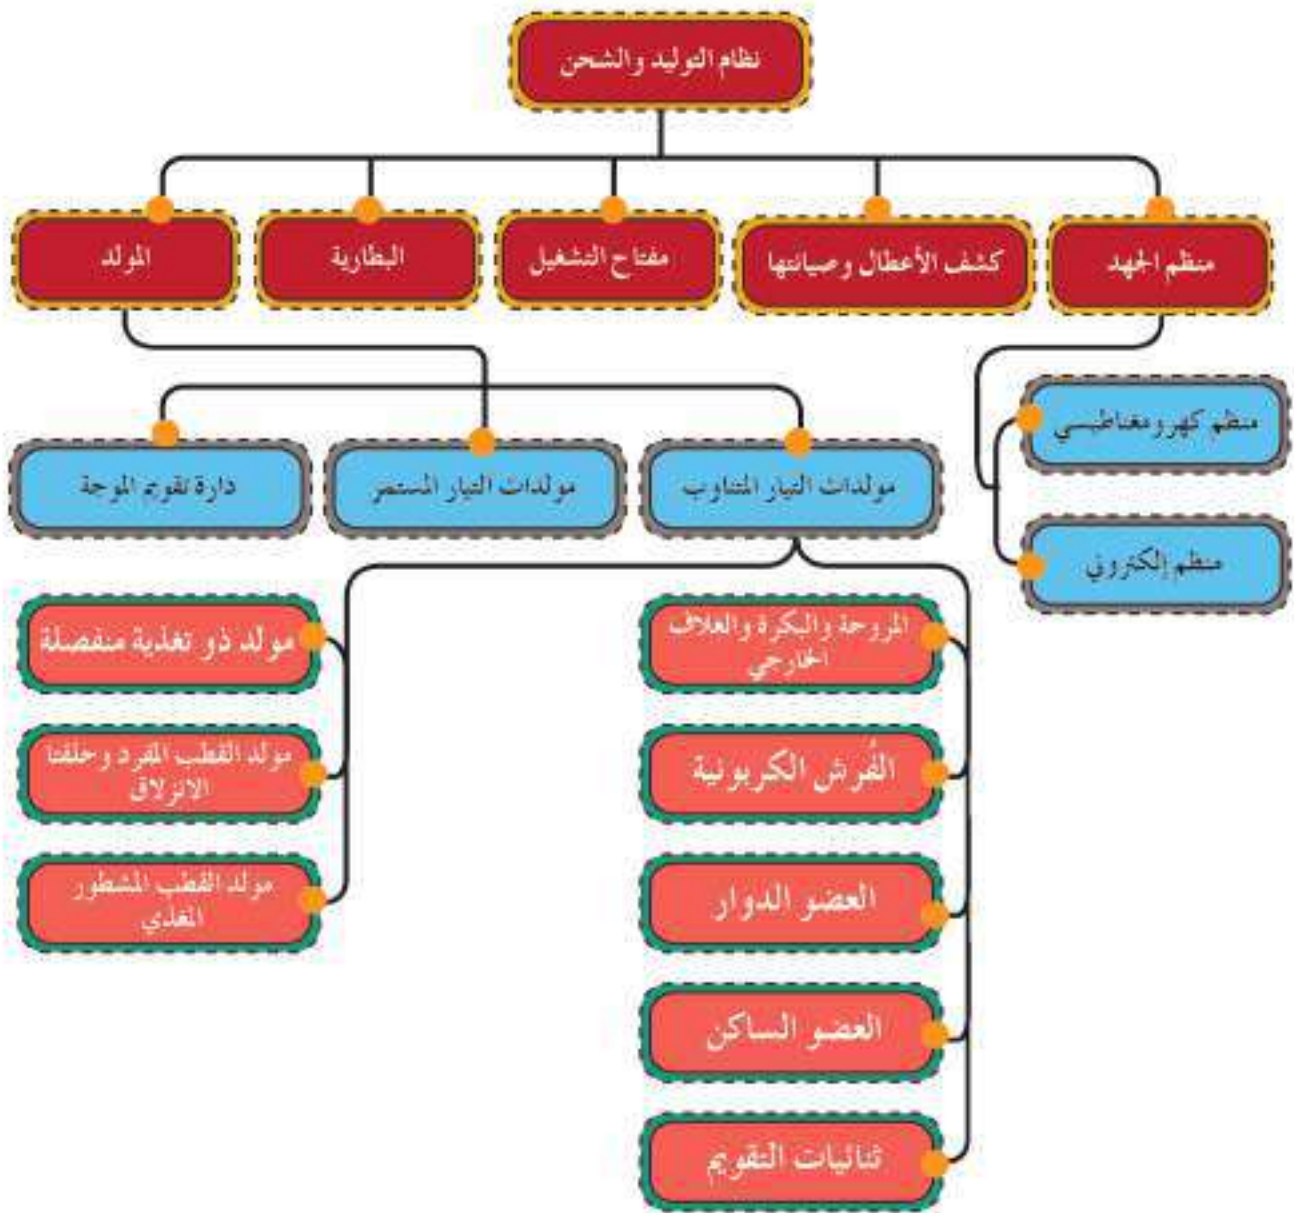 نظام التوليد والشحن
منظم الجهد
كشف الأعطال وصيانتها
مفتاح التشغيل
البطارية
المولد
منظم كهرومغناطيسي
منظم إلكتروني
مولدات التيار المتناوب
مولدات التيار المستمر
دارة تقويم الموجة
المروحة والبكرة والغلاف
الخارجي
الفُرش الكربونية
العضو الدوار
العضو الساكن
ثنائيات التقويم
مولد ذو تغذية منفصلة
مولد القطب المفرد وحلقتا
الانزلاق
مولد القطب المشطور
المغذي